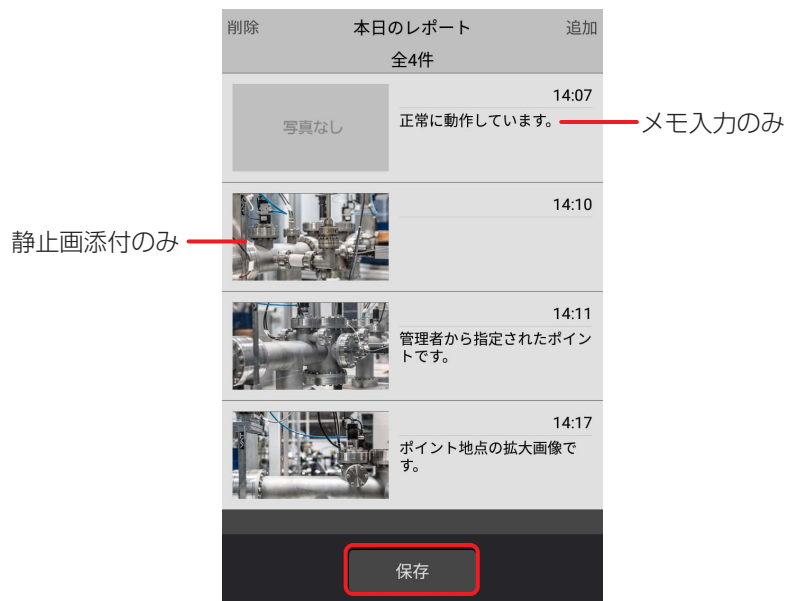 削除 本日のレポート 追加
全4件
14:07
写真なし 正常に動作しています。 メモ入力のみ
14:10
静止画添付のみ
14:11
管理者から指定されたポイン
トです。
14:17
ポイント地点の拡大画像で
す。
保存